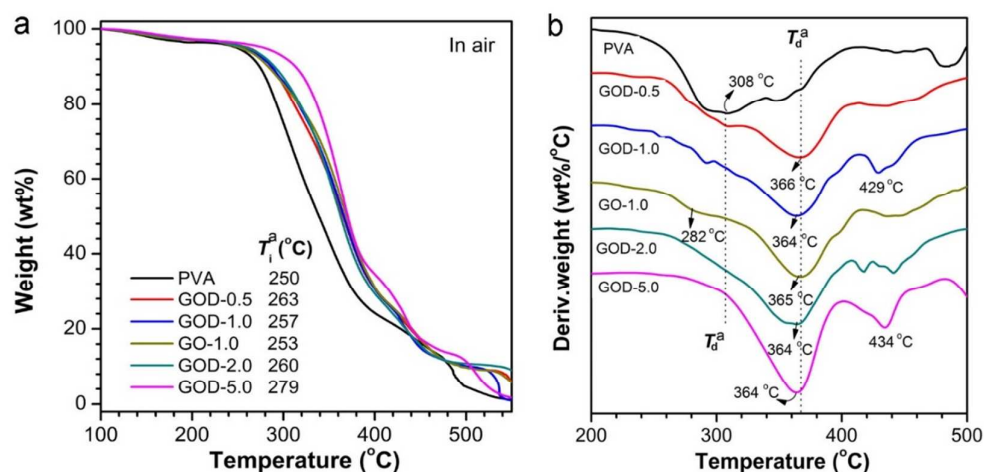 a
In air
100
80
60
40
20
0
Weight (wt%)
Tᵢᵃ (°C)
PVA 250
GOD-0.5 263
GOD-1.0 257
GO-1.0 253
GOD-2.0 260
GOD-5.0 279
100 200 300 400 500
Temperature (°C)
b
T_dᵃ
PVA
308 °C
GOD-0.5
GOD-1.0
366 °C
429 °C
GO-1.0
282 °C
364 °C
GOD-2.0
365 °C
GOD-5.0
T_dᵃ
364 °C
434 °C
364 °C
Deriv.weight (wt%/°C)
200 300 400 500
Temperature (°C)